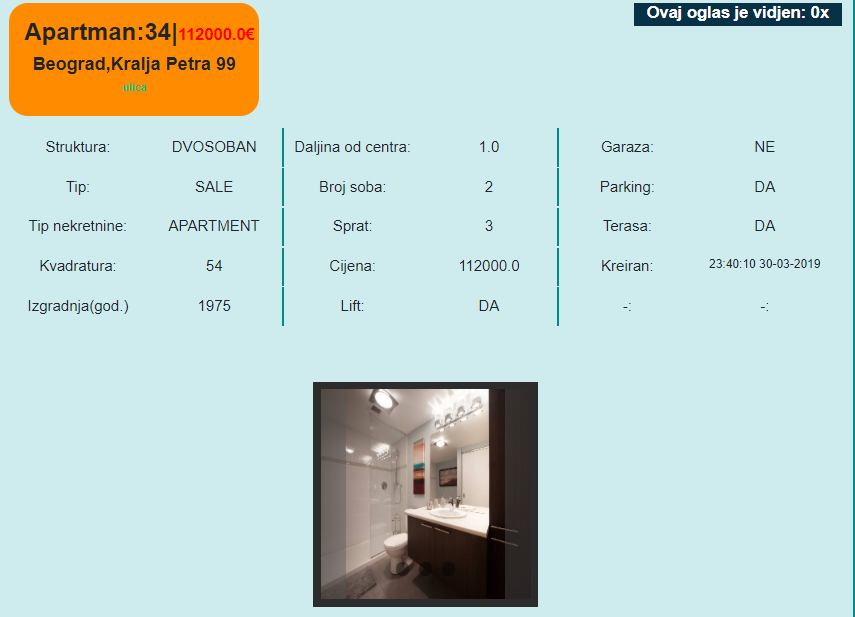 Apartman:34|112000.0€
Beograd,Kralja Petra 99
ulica
Ovaj oglas je vidjen: 0x
Struktura: DVOSOBAN Daljina od centra: 1.0 Garaza: NE
Tip: SALE Broj soba: 2 Parking: DA
Tip nekretnine: APARTMENT Sprat: 3 Terasa: DA
Kvadratura: 54 Cijena: 112000.0 Kreiran: 23:40:10 30-03-2019
Izgradnja(god.) 1975 Lift: DA -: -: